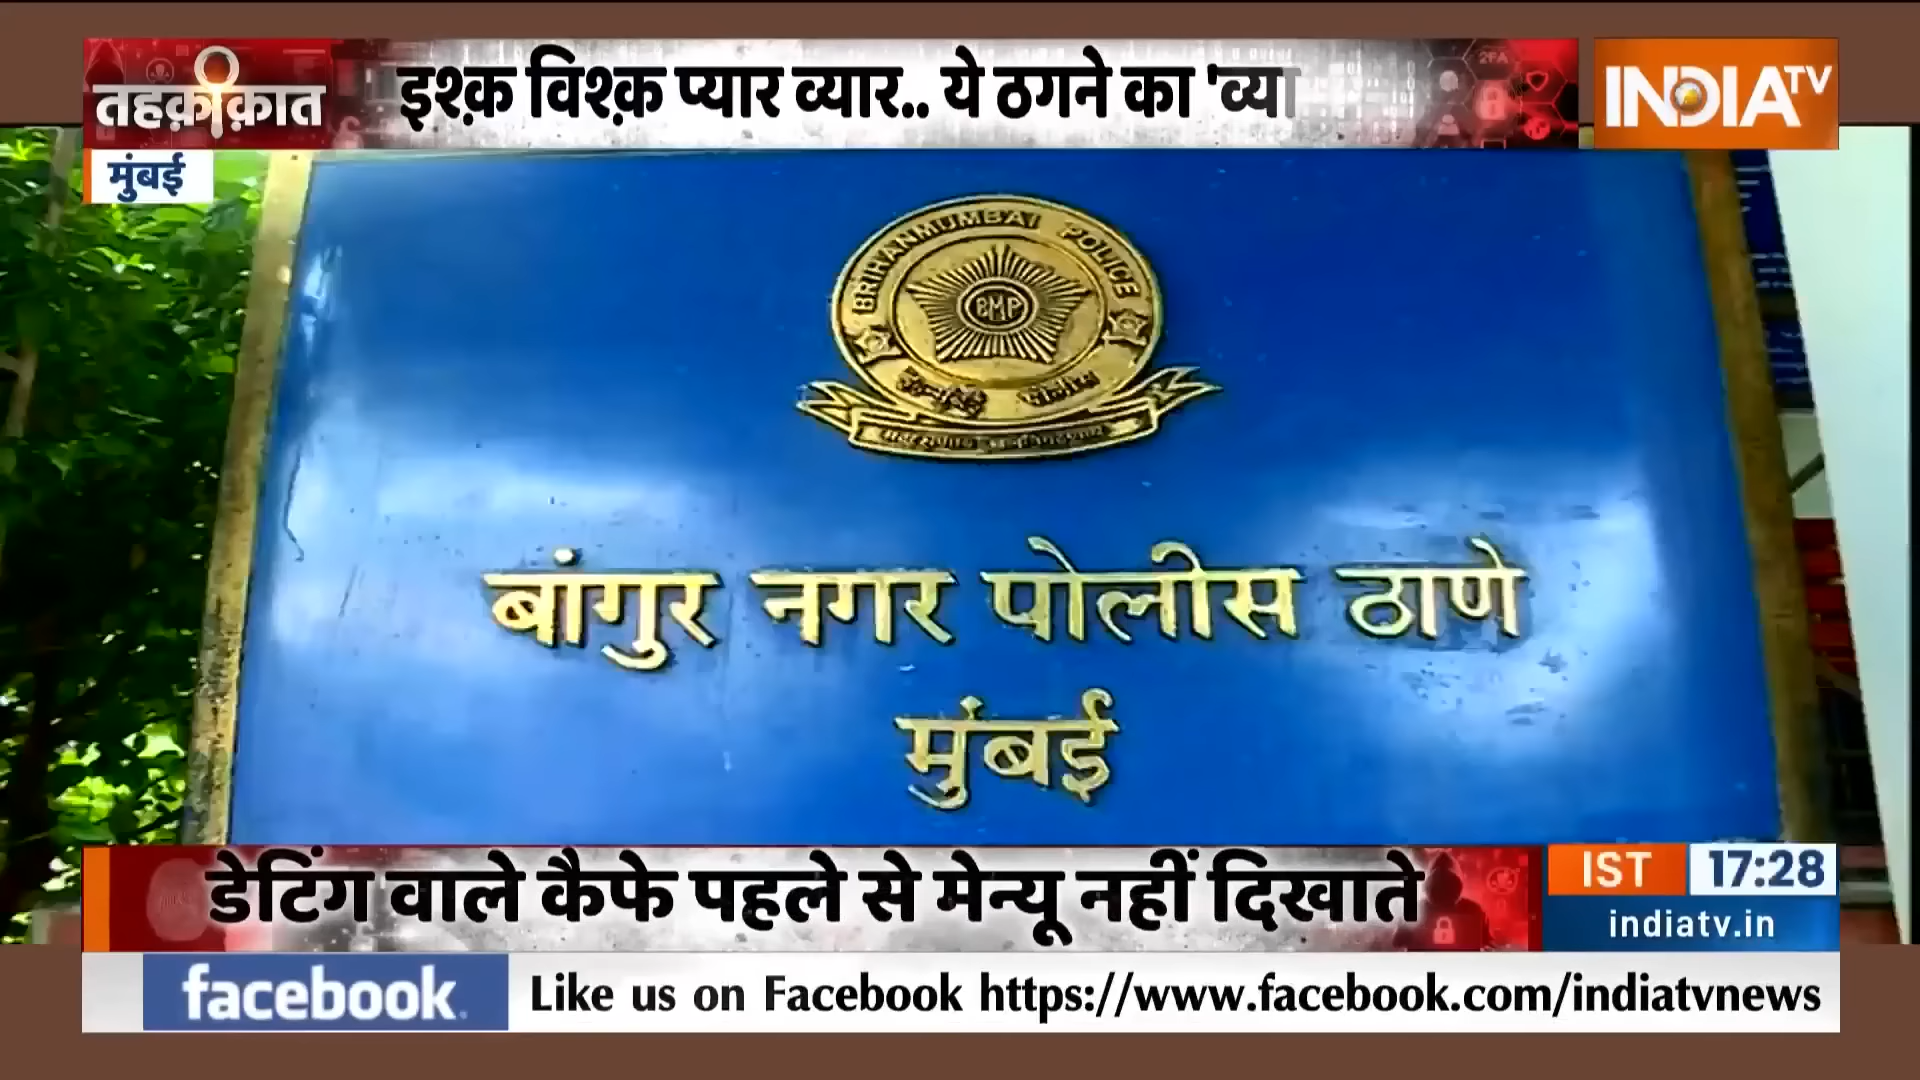 तहक़ीक़ात
इश्क़ विश्क़ प्यार व्यार.. ये ठगने का 'व्या
INDIA TV
मुंबई
BRIHANMUMBAI POLICE
BMP
बांगुर नगर पोलीस ठाणे
मुंबई
डेटिंग वाले कैफे पहले से मेन्यू नहीं दिखाते
IST 17:28
indiatv.in
facebook
Like us on Facebook https://www.facebook.com/indiatvnews